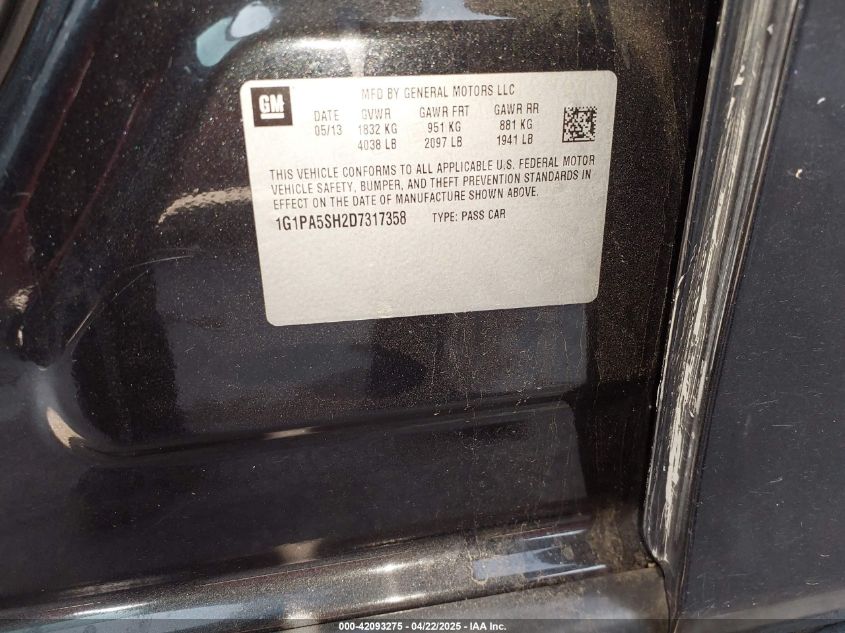 GM
MFD BY GENERAL MOTORS LLC
DATE GVWR GAWR FRT GAWR RR
05/13 1832 KG 951 KG 881 KG
4038 LB 2097 LB 1941 LB
THIS VEHICLE CONFORMS TO ALL APPLICABLE U.S. FEDERAL MOTOR
VEHICLE SAFETY, BUMPER, AND THEFT PREVENTION STANDARDS IN
EFFECT ON THE DATE OF MANUFACTURE SHOWN ABOVE.
1G1PA5SH2D7317358 TYPE: PASS CAR
000-42093275 - 04/22/2025 - IAA Inc.